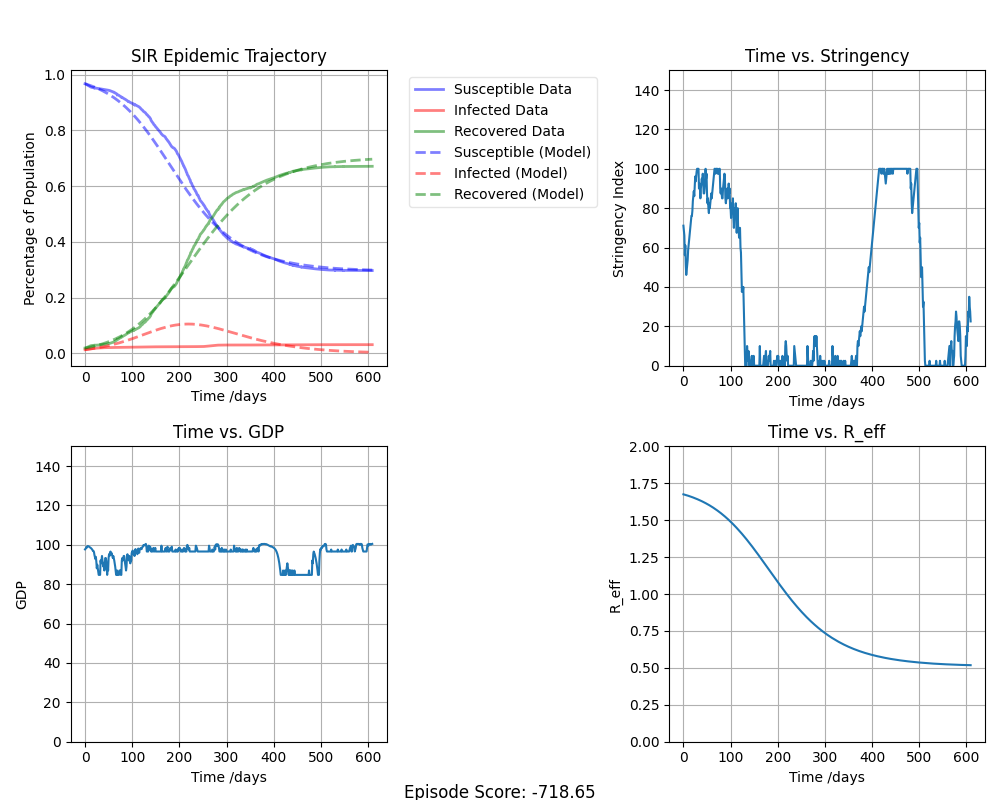 SIR Epidemic Trajectory
1.0
0.8
0.6
0.4
0.2
0.0
Percentage of Population
0 100 200 300 400 500 600
Time /days
Susceptible Data
Infected Data
Recovered Data
Susceptible (Model)
Infected (Model)
Recovered (Model)
Time vs. Stringency
140
120
100
80
60
40
20
0
Stringency Index
0 100 200 300 400 500 600
Time /days
Time vs. GDP
140
120
100
80
60
40
20
0
GDP
0 100 200 300 400 500 600
Time /days
Time vs. R_eff
2.00
1.75
1.50
1.25
1.00
0.75
0.50
0.25
0.00
R_eff
0 100 200 300 400 500 600
Time /days
Episode Score: -718.65